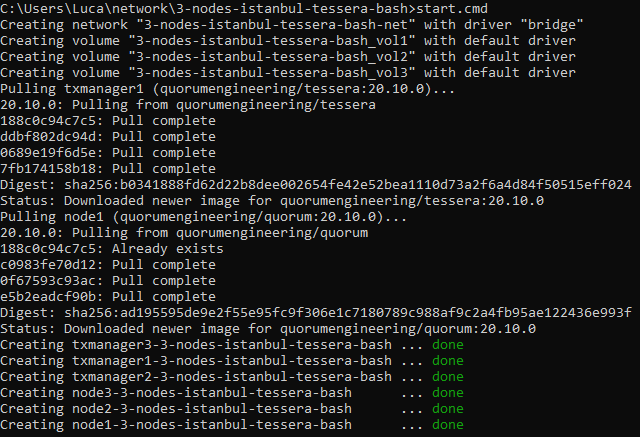 C:\Users\Luca\network\3-nodes-istanbul-tessera-bash>start.cmd
Creating network "3-nodes-istanbul-tessera-bash-net" with driver "bridge"
Creating volume "3-nodes-istanbul-tessera-bash_vol1" with default driver
Creating volume "3-nodes-istanbul-tessera-bash_vol2" with default driver
Creating volume "3-nodes-istanbul-tessera-bash_vol3" with default driver
Pulling txmanager1 (quorumengineering/tessera:20.10.0)...
20.10.0: Pulling from quorumengineering/tessera
188c0c94c7c5: Pull complete
ddbf802dc94d: Pull complete
0689e19f6d5e: Pull complete
7fb174158b18: Pull complete
Digest: sha256:b0341888fd62d22b8dee002654fe42e52bea1110d73a2f6a4d84f50515eff024
Status: Downloaded newer image for quorumengineering/tessera:20.10.0
Pulling node1 (quorumengineering/quorum:20.10.0)...
20.10.0: Pulling from quorumengineering/quorum
188c0c94c7c5: Already exists
c0983fe70d12: Pull complete
0f67593c93ac: Pull complete
e5b2eadcf90b: Pull complete
Digest: sha256:ad195595de9e2f55e95fc9f306e1c7180789c988af9c2a4fb95ae122436e993f
Status: Downloaded newer image for quorumengineering/quorum:20.10.0
Creating txmanager3-3-nodes-istanbul-tessera-bash ... done
Creating txmanager1-3-nodes-istanbul-tessera-bash ... done
Creating txmanager2-3-nodes-istanbul-tessera-bash ... done
Creating node3-3-nodes-istanbul-tessera-bash      ... done
Creating node2-3-nodes-istanbul-tessera-bash      ... done
Creating node1-3-nodes-istanbul-tessera-bash      ... done